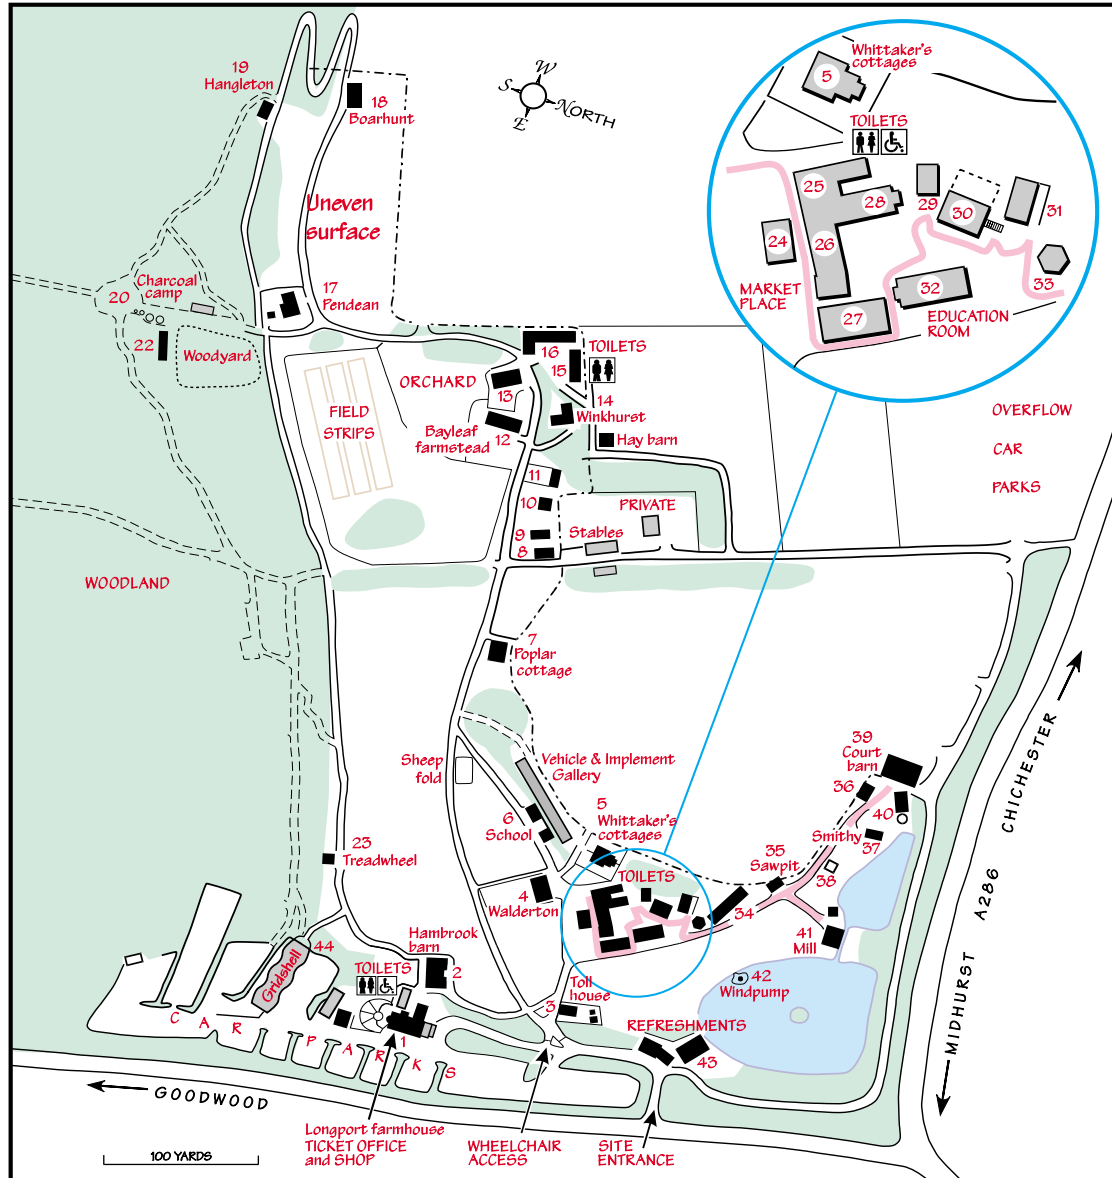 19
Hangleton
18
Boarhunt
W
S
NORTH
E
Uneven
surface
Whittaker's
cottages
5
TOILETS
25
28
29
30
31
24
26
33
MARKET
PLACE
32
27
EDUCATION
ROOM
Charcoal
camp
20
22
Woodyard
17
Pendean
16
TOILETS
15
ORCHARD
13
14
Winkhurst
FIELD
STRIPS
Bayleaf
farmstead
12
Hay barn
OVERFLOW
CAR
PARKS
11
10
PRIVATE
9
Stables
8
WOODLAND
7
Poplar
cottage
Sheep
fold
Vehicle & Implement
Gallery
39
Court
barn
36
40
5
Whittaker's
cottages
6
School
Smithy
37
23
Treadwheel
35
Sawpit
38
TOILETS
4
Walderton
34
41
Mill
Hambrook
barn
44
Gridshell
TOILETS
2
42
Windpump
Toll
house
3
CAR PARKS
1
REFRESHMENTS
43
MIDHURST A286 CHICHESTER
GOODWOOD
Longport farmhouse
TICKET OFFICE
and SHOP
WHEELCHAIR
ACCESS
SITE
ENTRANCE
100 YARDS